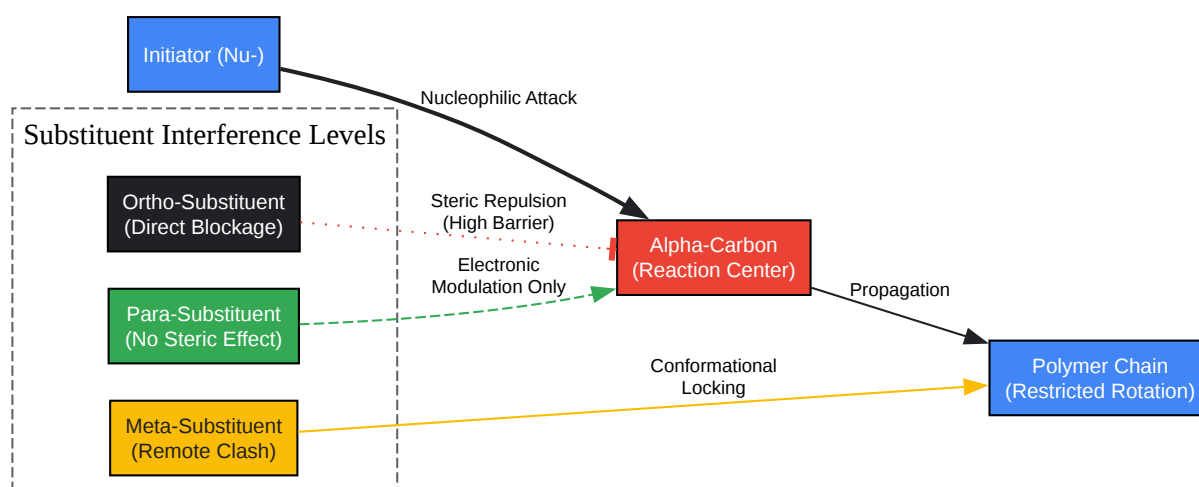 Initiator (Nu-)
Nucleophilic Attack
Substituent Interference Levels
Ortho-Substituent
(Direct Blockage)
Steric Repulsion
(High Barrier)
Alpha-Carbon
(Reaction Center)
Electronic
Modulation Only
Propagation
Para-Substituent
(No Steric Effect)
Conformational
Locking
Polymer Chain
(Restricted Rotation)
Meta-Substituent
(Remote Clash)